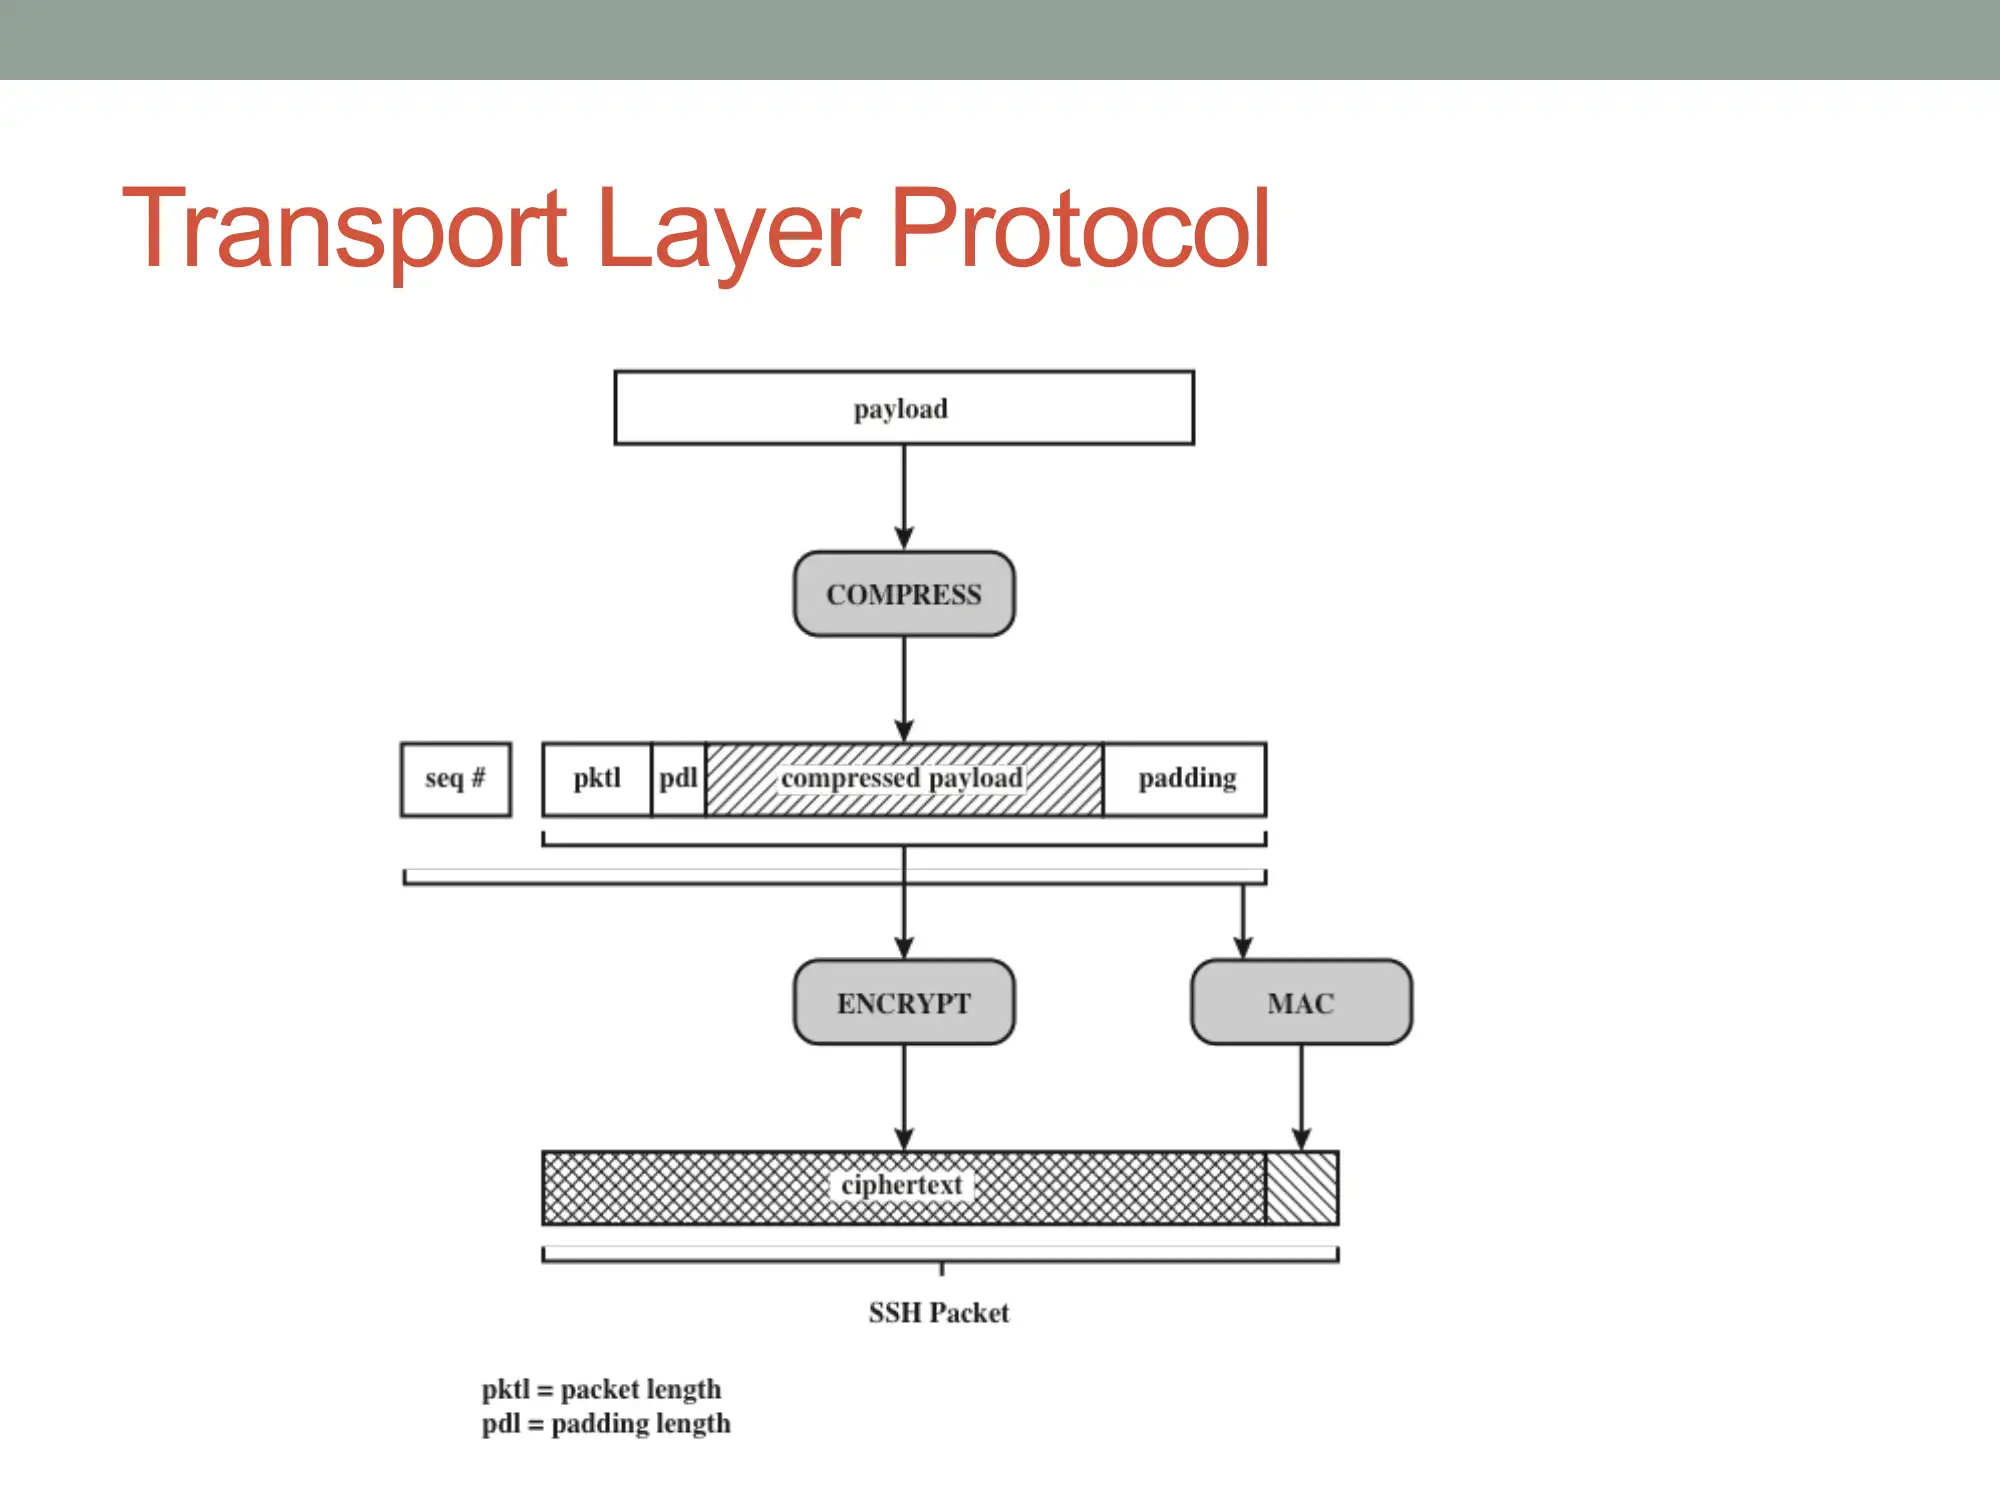 Transport Layer Protocol
payload
COMPRESS
seq # pktl pdl compressed payload padding
ENCRYPT MAC
ciphertext
SSH Packet
pktl = packet length
pdl = padding length